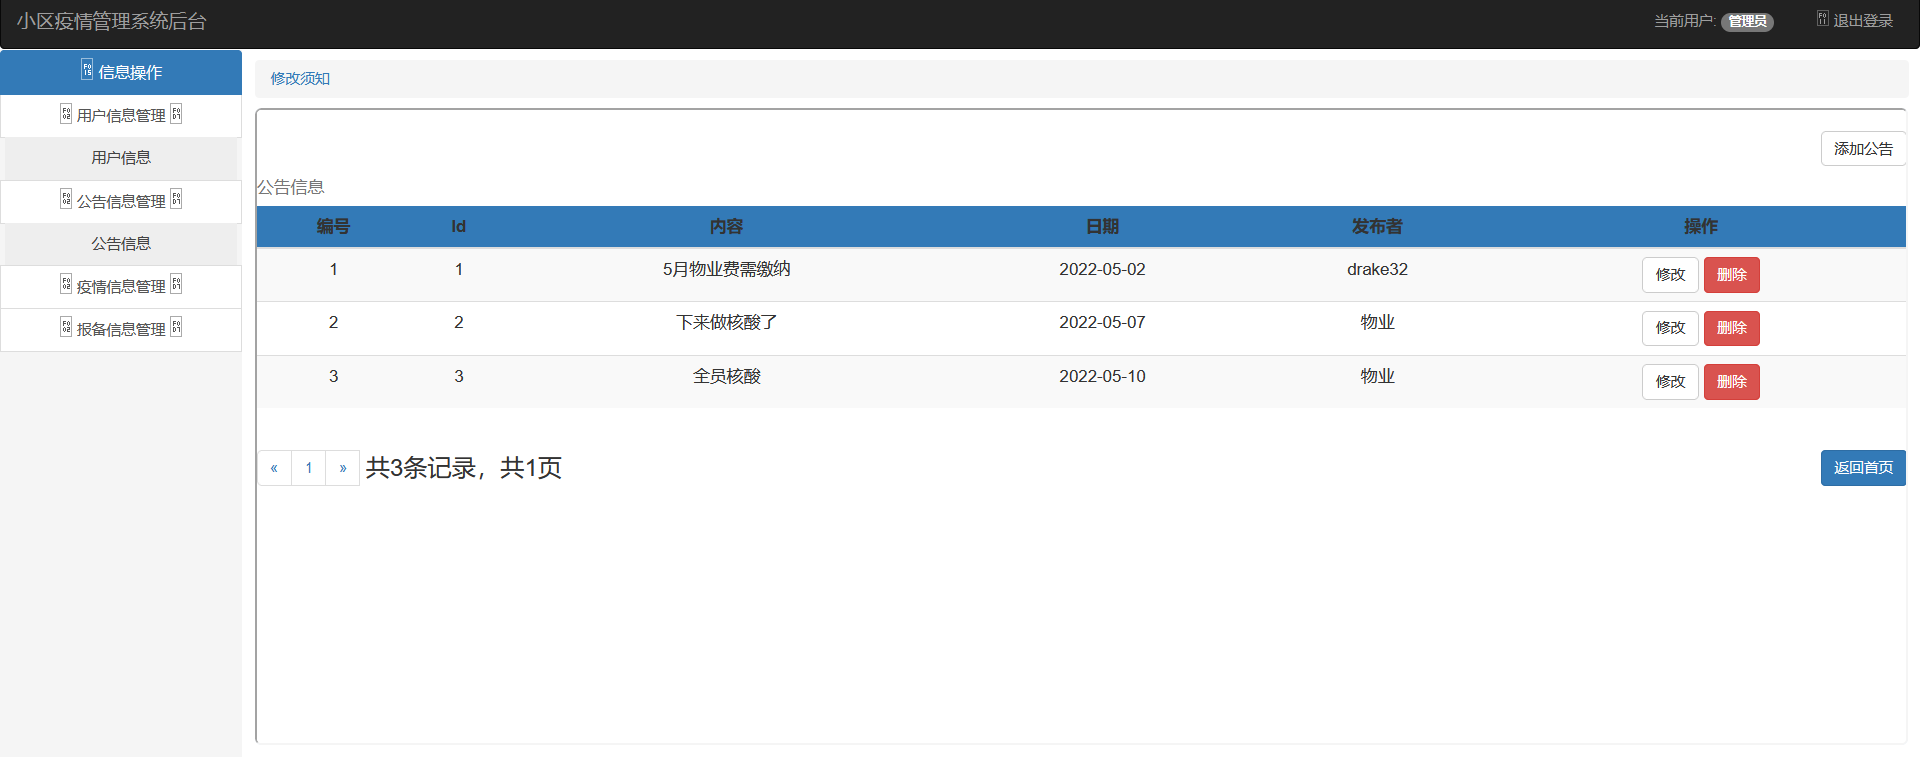 小区疫情管理系统后台
当前用户: 管理员 退出登录
信息操作
用户信息管理
用户信息
公告信息管理
公告信息
疫情信息管理
报备信息管理
修改须知
添加公告
公告信息
编号 Id 内容 日期 发布者 操作
1 1 5月物业费需缴纳 2022-05-02 drake32 修改 删除
2 2 下来做核酸了 2022-05-07 物业 修改 删除
3 3 全员核酸 2022-05-10 物业 修改 删除
« 1 » 共3条记录，共1页 返回首页